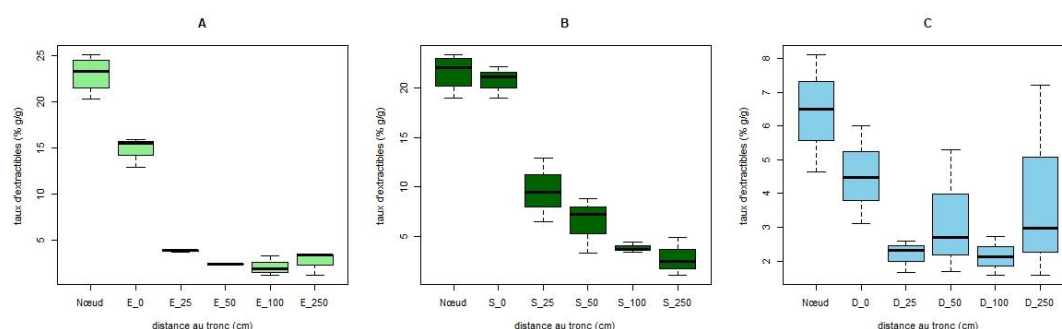 A
B
C
taux d'extractibles (% g/g)
25
20
15
10
5
Nœud E_0 E_25 E_50 E_100 E_250
distance au tronc (cm)
taux d'extractibles (% g/g)
20
15
10
5
Nœud S_0 S_25 S_50 S_100 S_250
distance au tronc (cm)
taux d'extractibles (% g/g)
8
7
6
5
4
3
2
Nœud D_0 D_25 D_50 D_100 D_250
distance au tronc (cm)